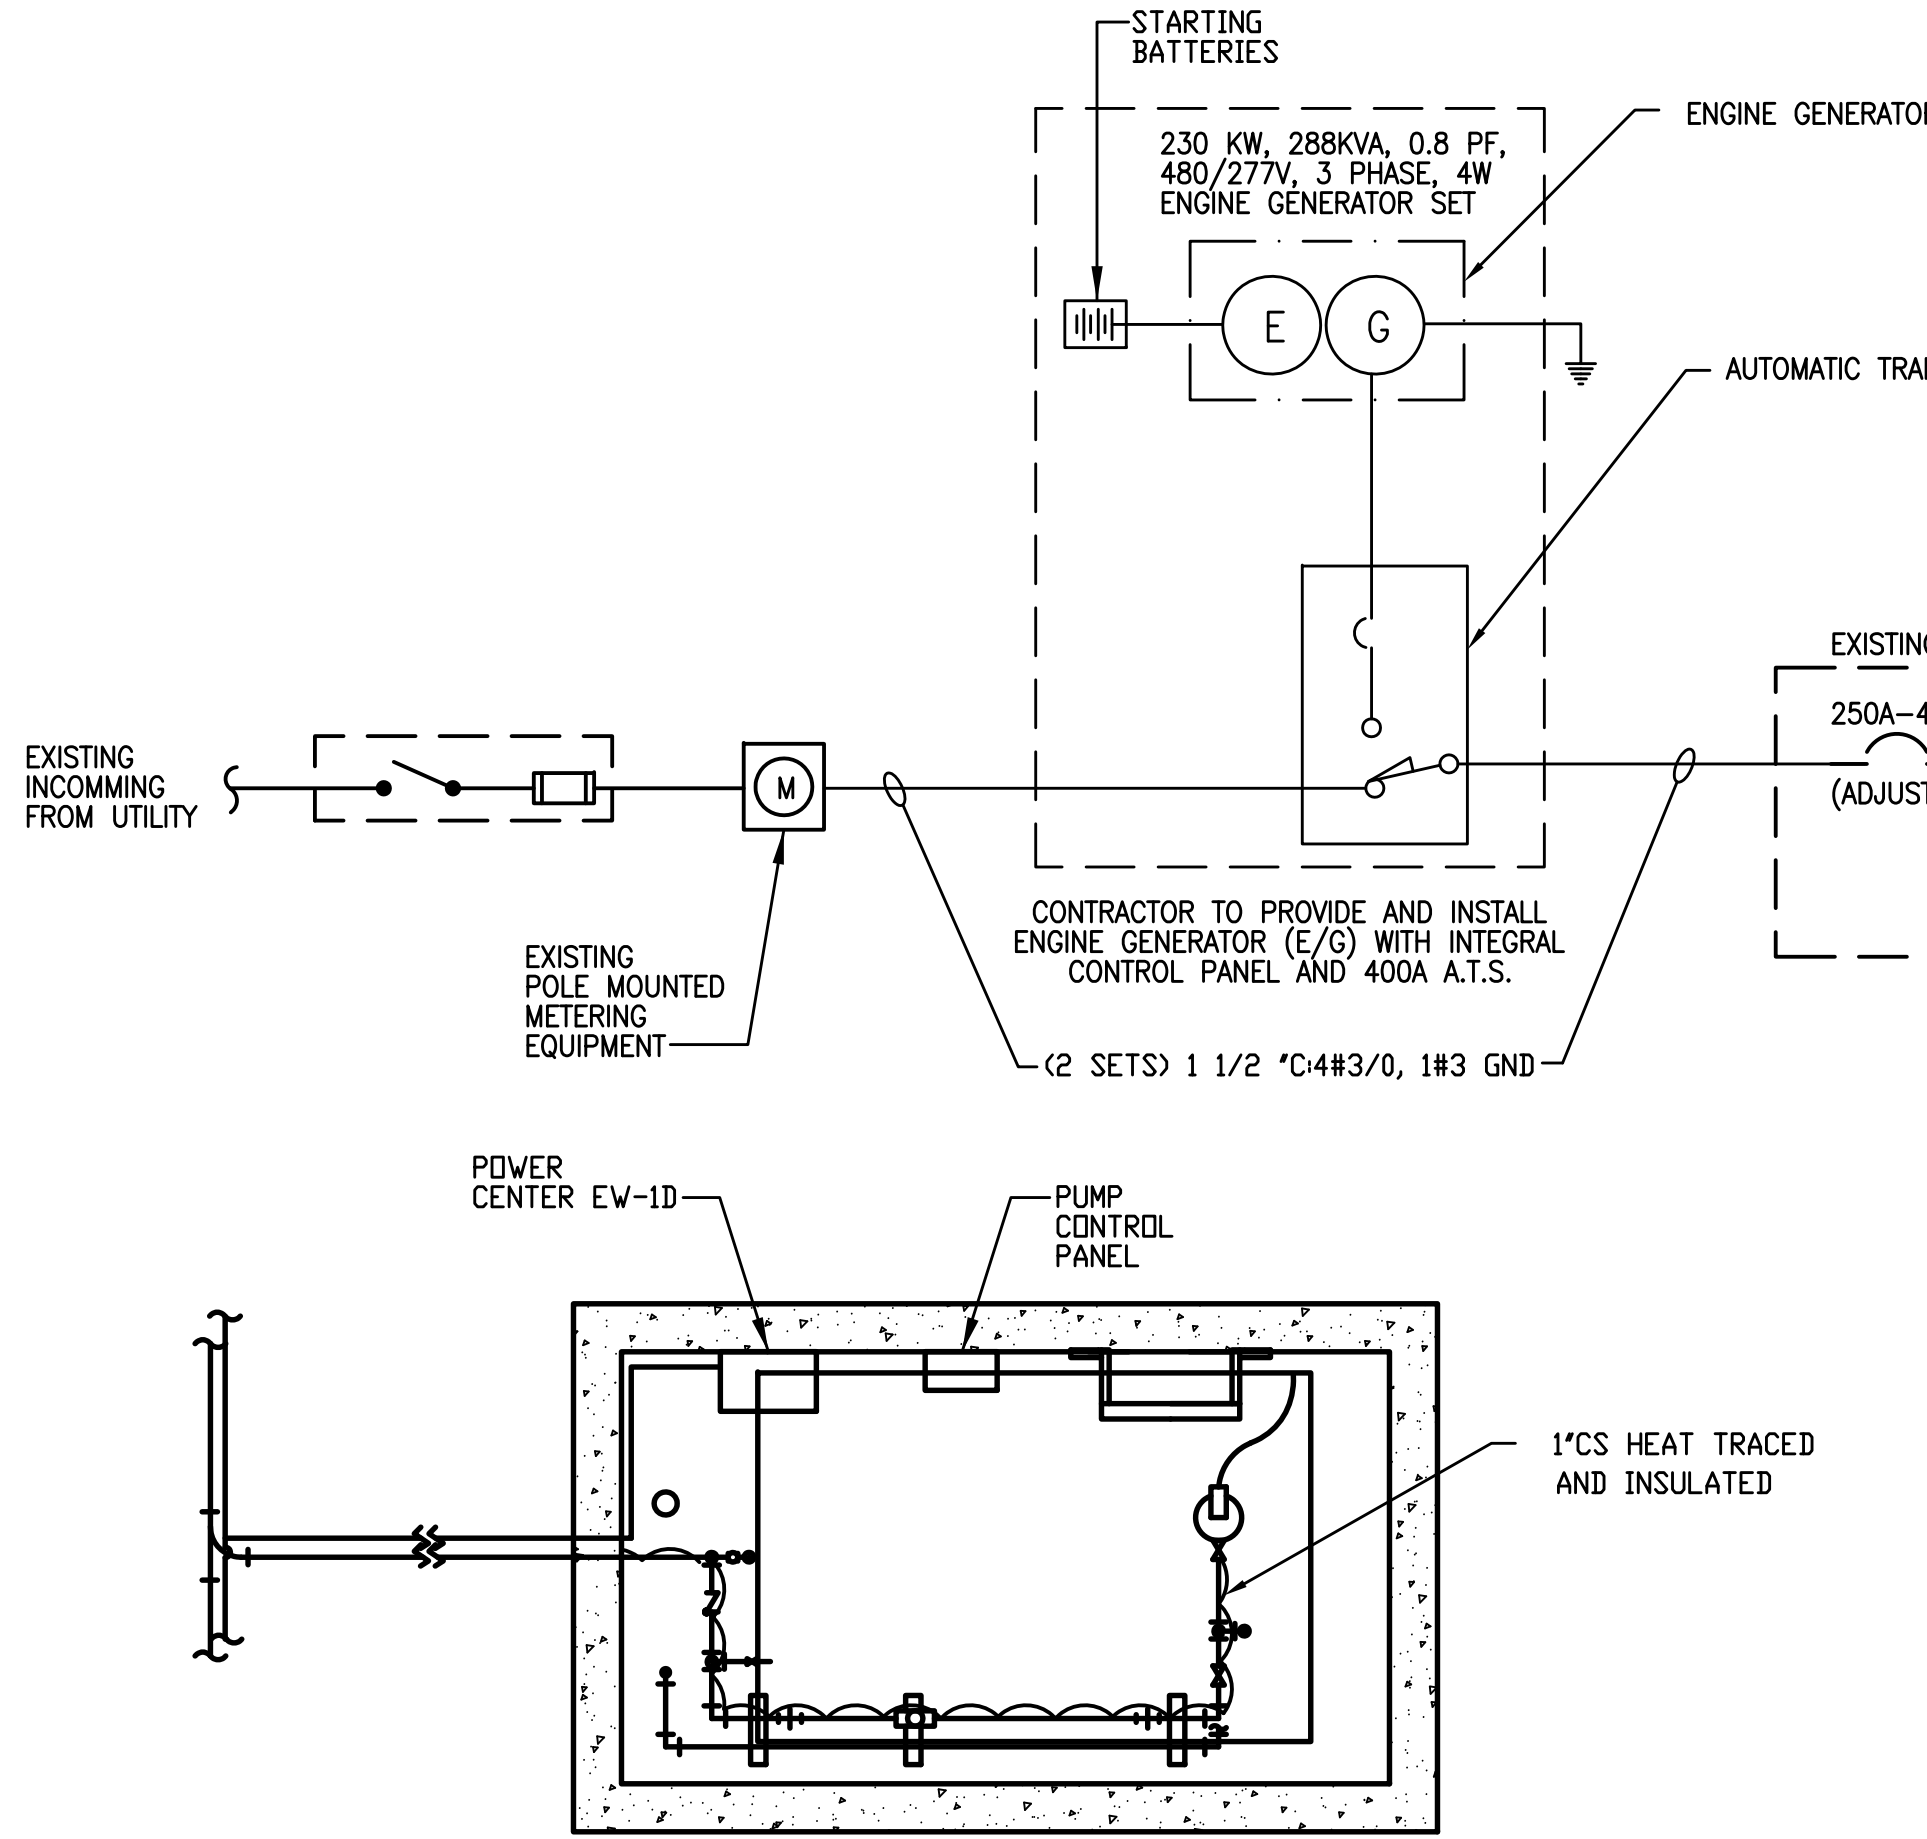 STARTING
BATTERIES
ENGINE GENERATOR
230 KW, 288KVA, 0.8 PF,
480/277V, 3 PHASE, 4W
ENGINE GENERATOR SET
E
G
AUTOMATIC
EXISTING
250A-4
(ADJUST
EXISTING
INCOMMING
FROM UTILITY
M
CONTRACTOR TO PROVIDE AND INSTALL
ENGINE GENERATOR (E/G) WITH INTEGRAL
CONTROL PANEL AND 400A A.T.S.
EXISTING
POLE MOUNTED
METERING
EQUIPMENT
(2 SETS) 1 1/2 "C:4#3/0, 1#3 GND
POWER
CENTER EW-1D
PUMP
CONTROL
PANEL
1"CS HEAT TRACED
AND INSULATED